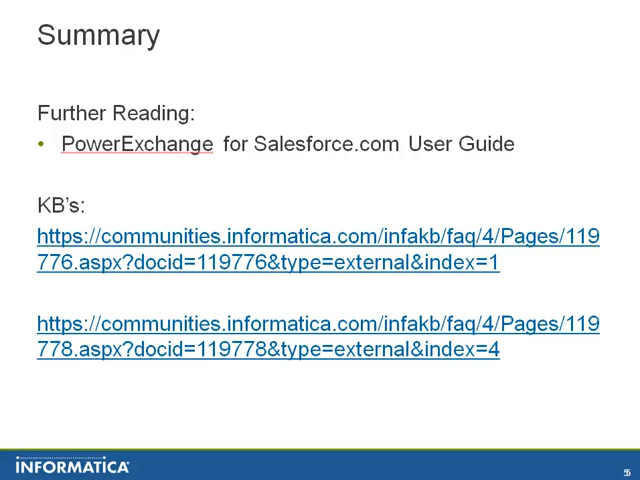 Summary
Further Reading:
• PowerExchange for Salesforce.com User Guide
KB's:
https://communities.informatica.com/infakb/faq/4/Pages/119
776.aspx?docid=119776&type=external&index=1
https://communities.informatica.com/infakb/faq/4/Pages/119
778.aspx?docid=119778&type=external&index=4
INFORMATICA